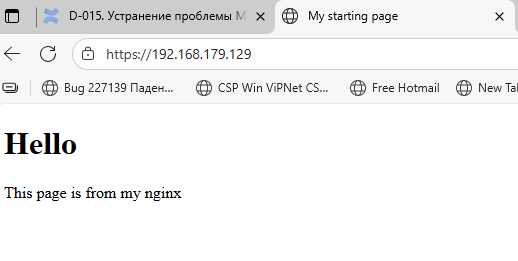 D-015. Устранение проблемы М
My starting page
https://192.168.179.129
Bug 227139 Паден...
CSP Win ViPNet CS...
Free Hotmail
New Tal
Hello
This page is from my nginx